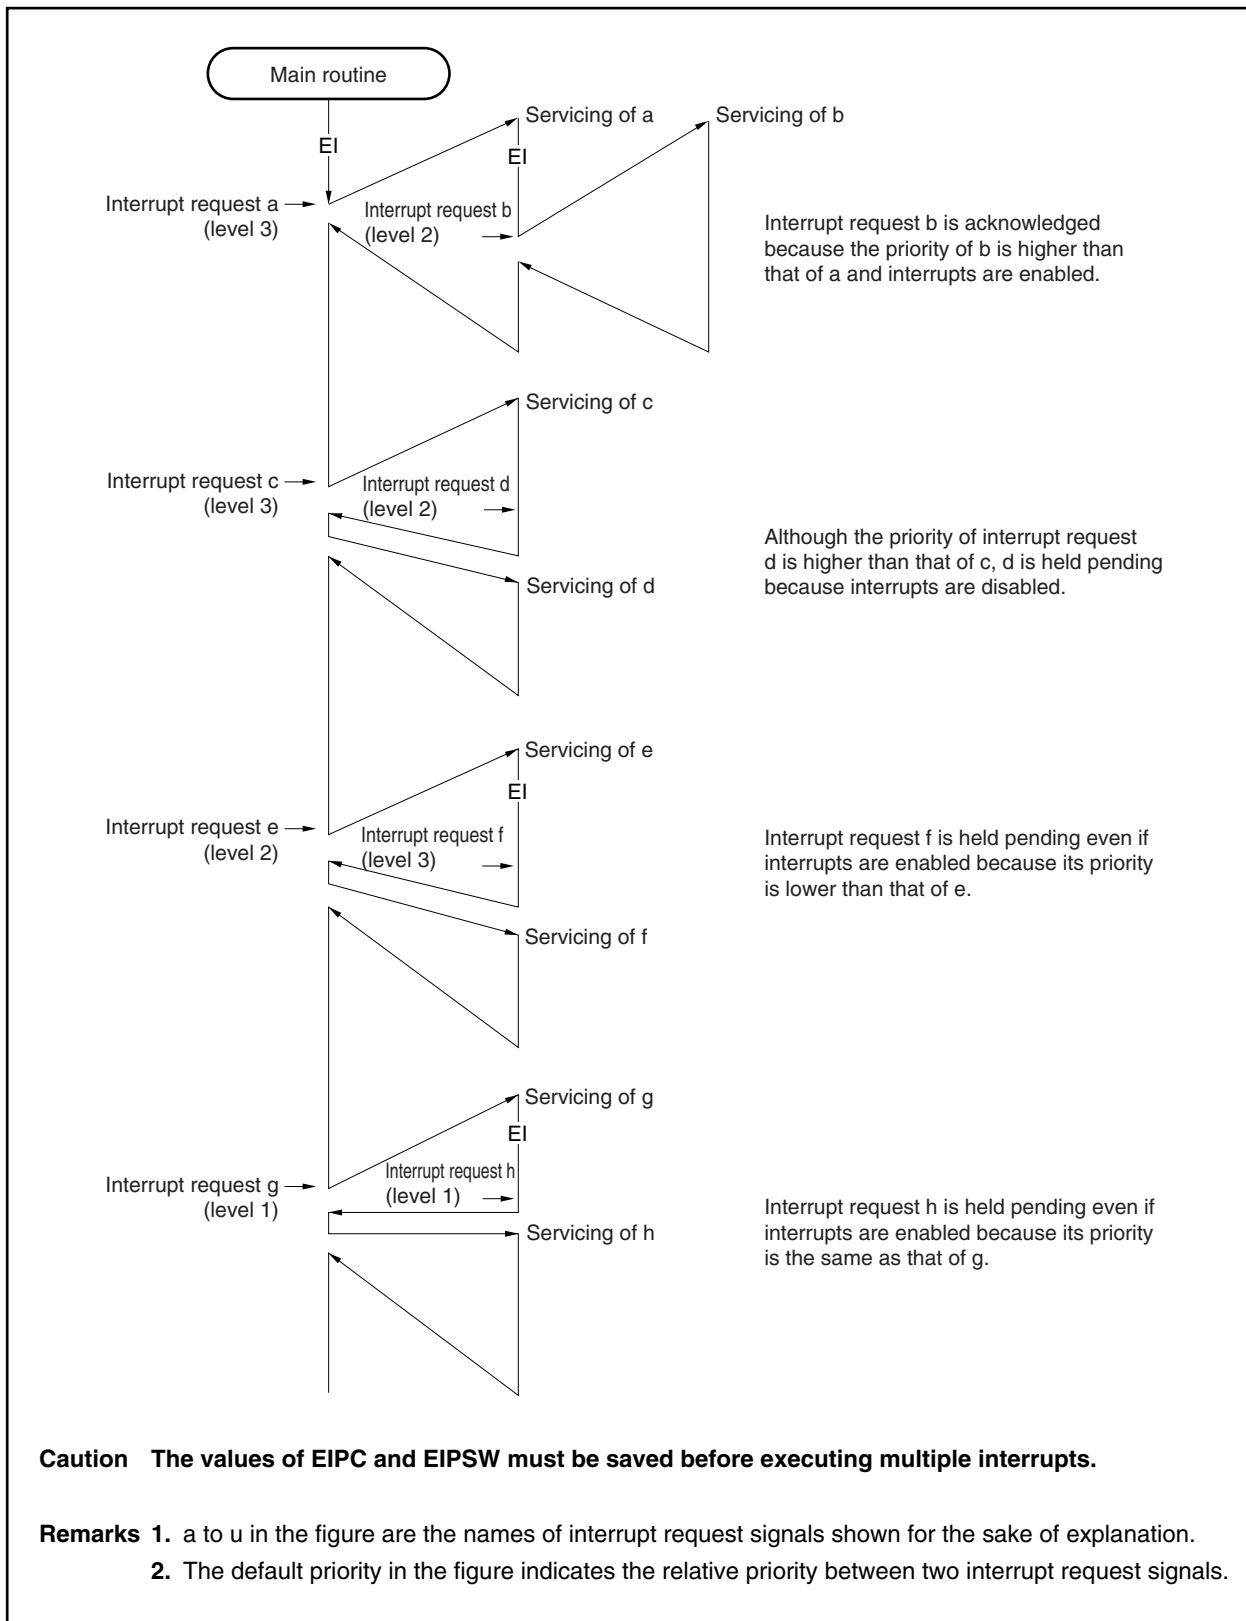 Main routine
EI
Servicing of a
Servicing of b
EI
Interrupt request a
(level 3)
Interrupt request b
(level 2)
Interrupt request b is acknowledged
because the priority of b is higher than
that of a and interrupts are enabled.
Servicing of c
Interrupt request c
(level 3)
Interrupt request d
(level 2)
Although the priority of interrupt request
d is higher than that of c, d is held pending
because interrupts are disabled.
Servicing of d
Servicing of e
EI
Interrupt request e
(level 2)
Interrupt request f
(level 3)
Interrupt request f is held pending even if
interrupts are enabled because its priority
is lower than that of e.
Servicing of f
Servicing of g
EI
Interrupt request g
(level 1)
Interrupt request h
(level 1)
Interrupt request h is held pending even if
interrupts are enabled because its priority
is the same as that of g.
Servicing of h
Caution The values of EIPC and EIPSW must be saved before executing multiple interrupts.
Remarks 1. a to u in the figure are the names of interrupt request signals shown for the sake of explanation.
2. The default priority in the figure indicates the relative priority between two interrupt request signals.